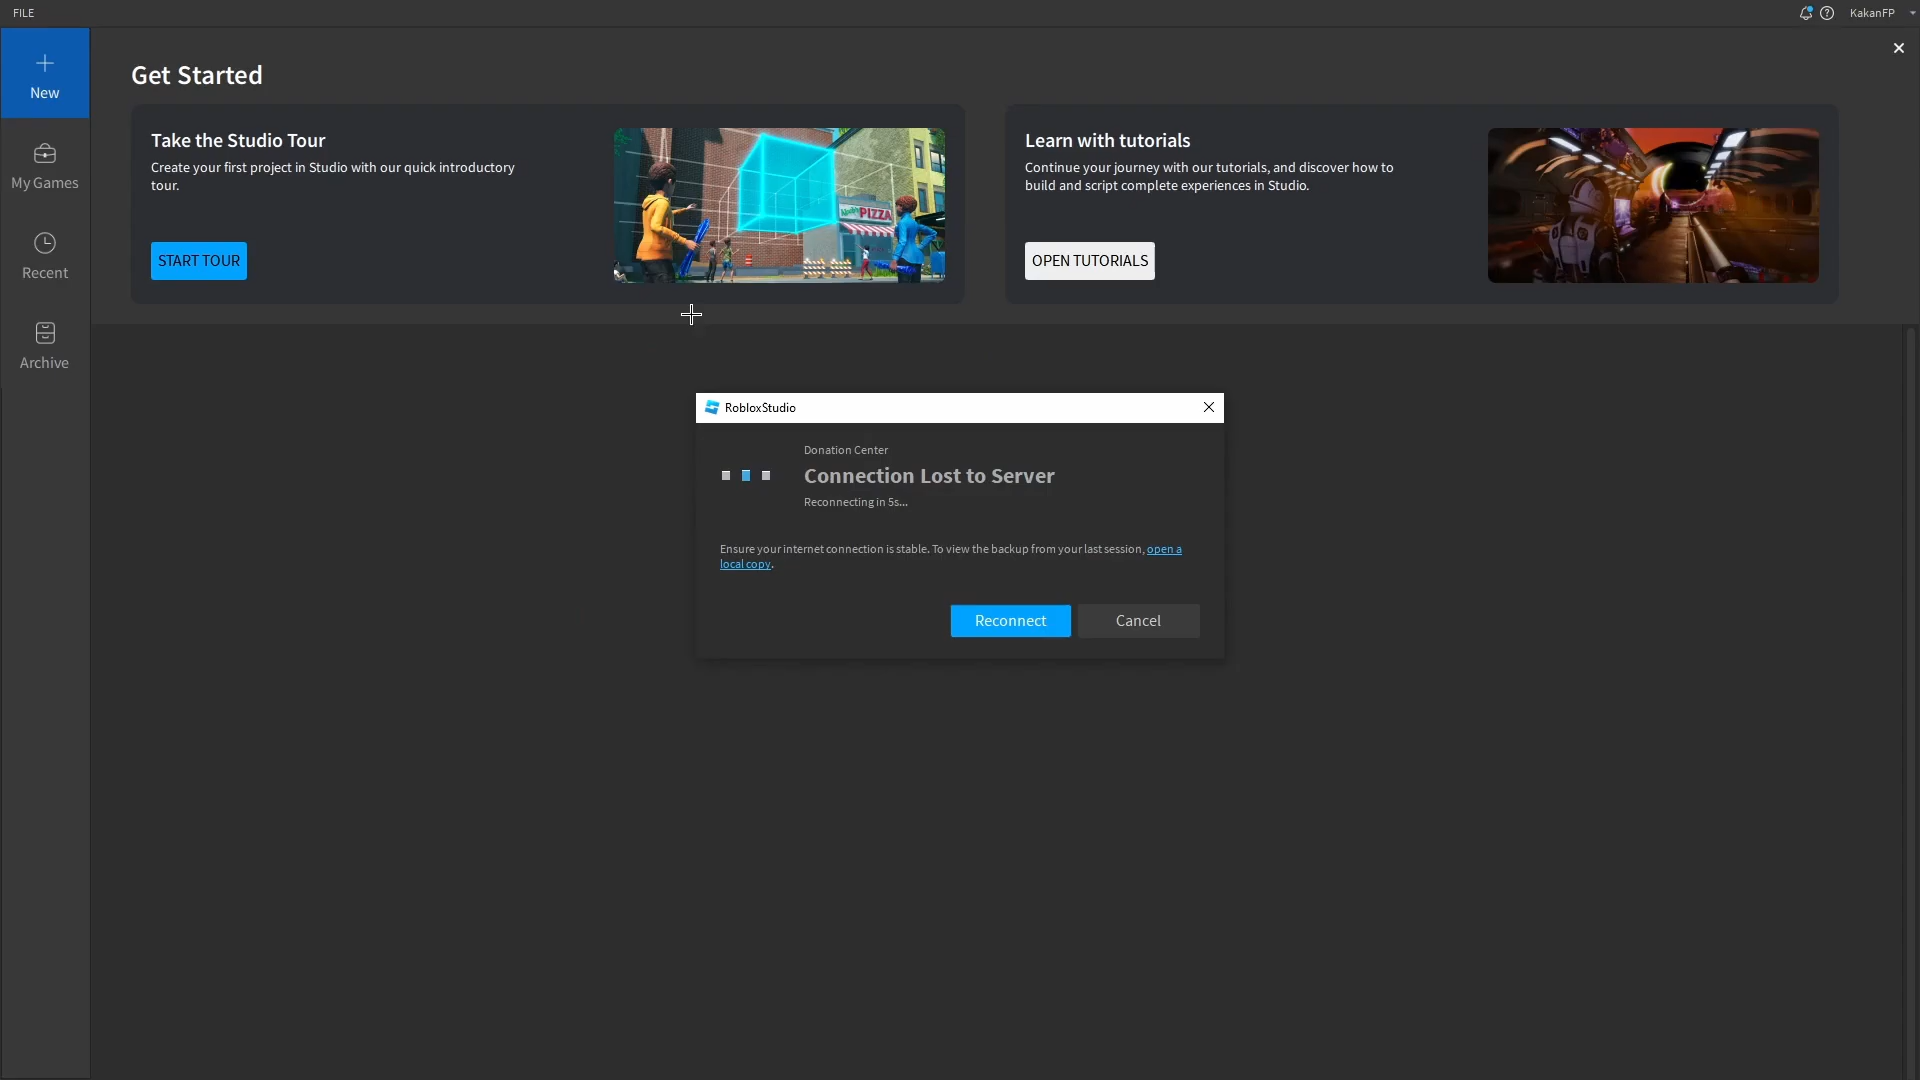 FILE
KakanFP
New
My Games
Recent
Archive
Get Started
Take the Studio Tour
Create your first project in Studio with our quick introductory
tour.
START TOUR
PIZZA
Learn with tutorials
Continue your journey with our tutorials, and discover how to
build and script complete experiences in Studio.
OPEN TUTORIALS
RobloxStudio
Donation Center
Connection Lost to Server
Reconnecting in 5s...
Ensure your internet connection is stable. To view the backup from your last session, open a
local copy.
Reconnect
Cancel